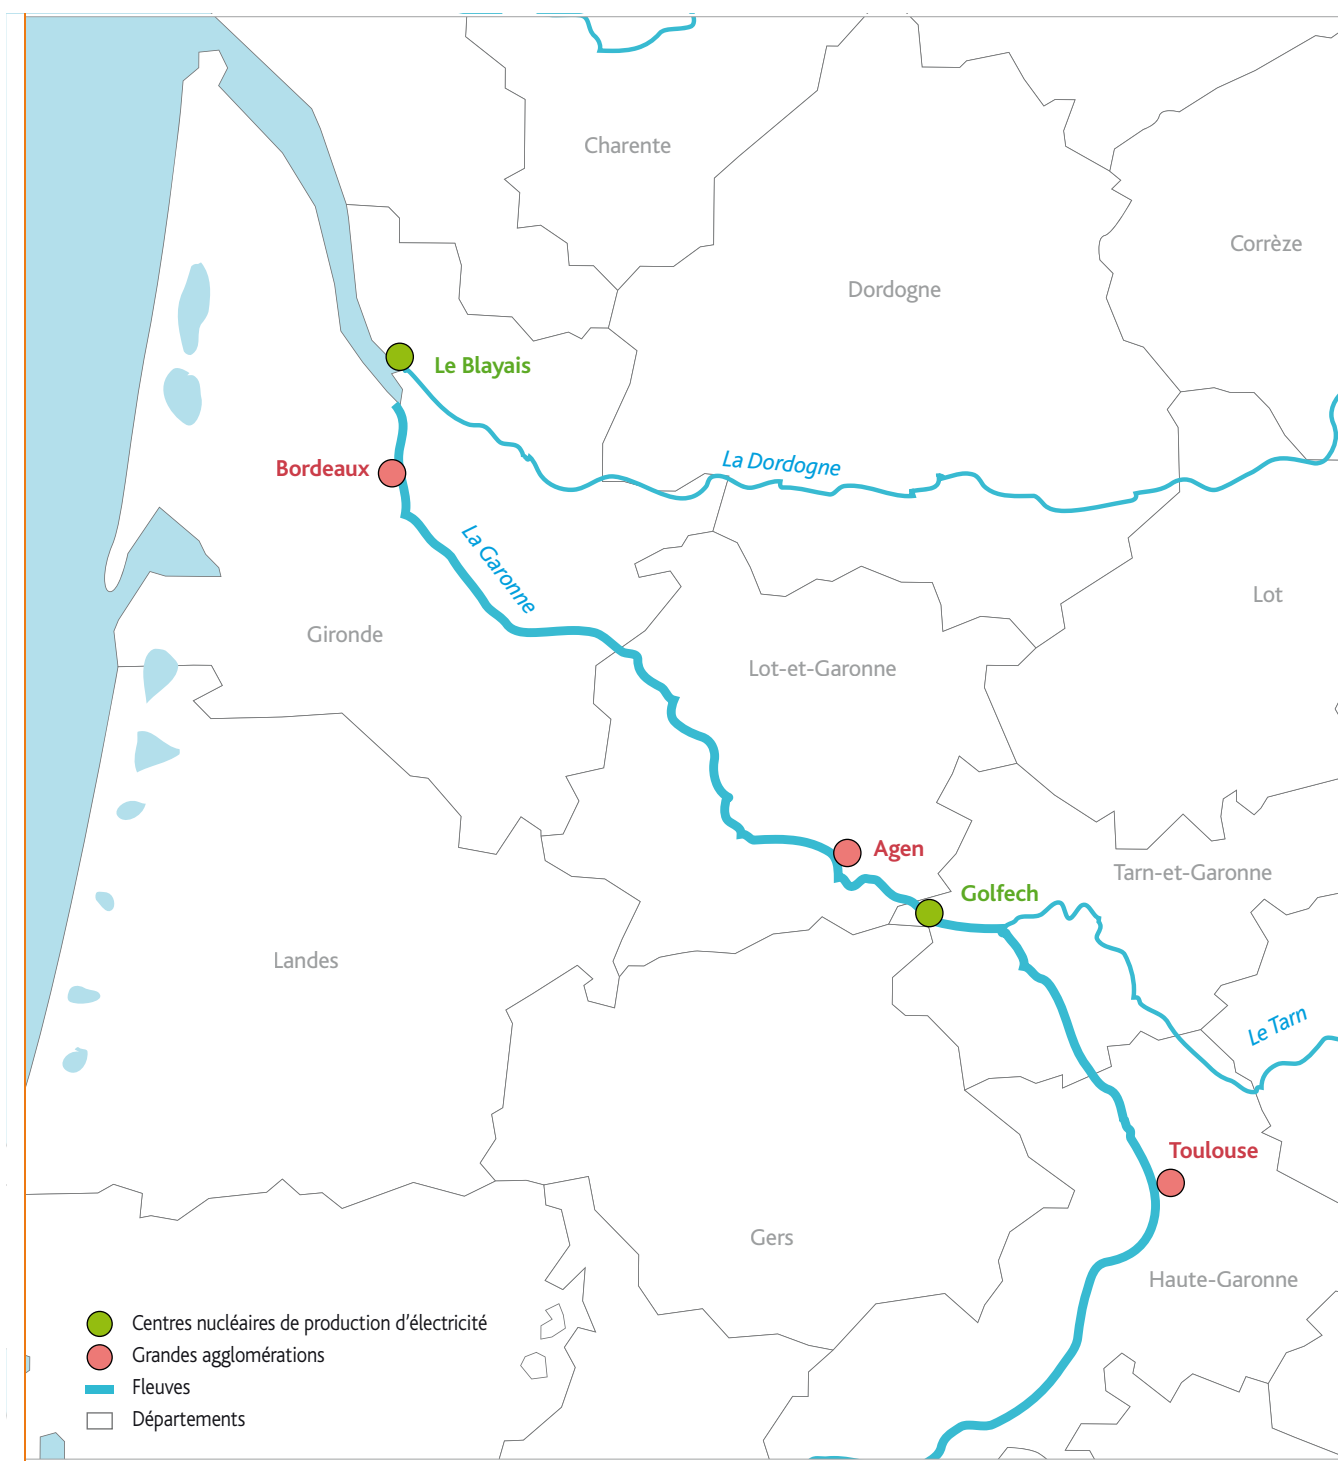 Charente
Corrèze
Dordogne
Le Blayais
La Dordogne
Bordeaux
La Garonne
Lot
Gironde
Lot-et-Garonne
Agen
Tarn-et-Garonne
Golfech
Landes
Le Tarn
Toulouse
Gers
Haute-Garonne
Centres nucléaires de production d'électricité
Grandes agglomérations
Fleuves
Départements